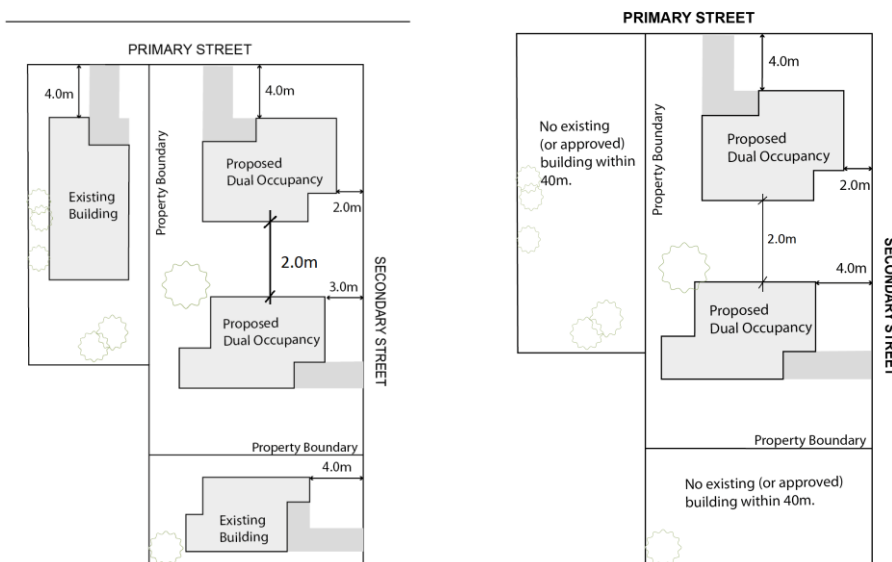 PRIMARY STREET
4.0m
4.0m
Property Boundary
Existing
Building
Proposed
Dual Occupancy
2.0m
2.0m
3.0m
SECONDARY STREET
Proposed
Dual Occupancy
Property Boundary
4.0m
Existing
Building
PRIMARY STREET
4.0m
No existing
(or approved)
building within
40m.
Property Boundary
Proposed
Dual Occupancy
2.0m
2.0m
4.0m
SECONDARY STREET
Proposed
Dual Occupancy
Property Boundary
No existing (or approved)
building within 40m.